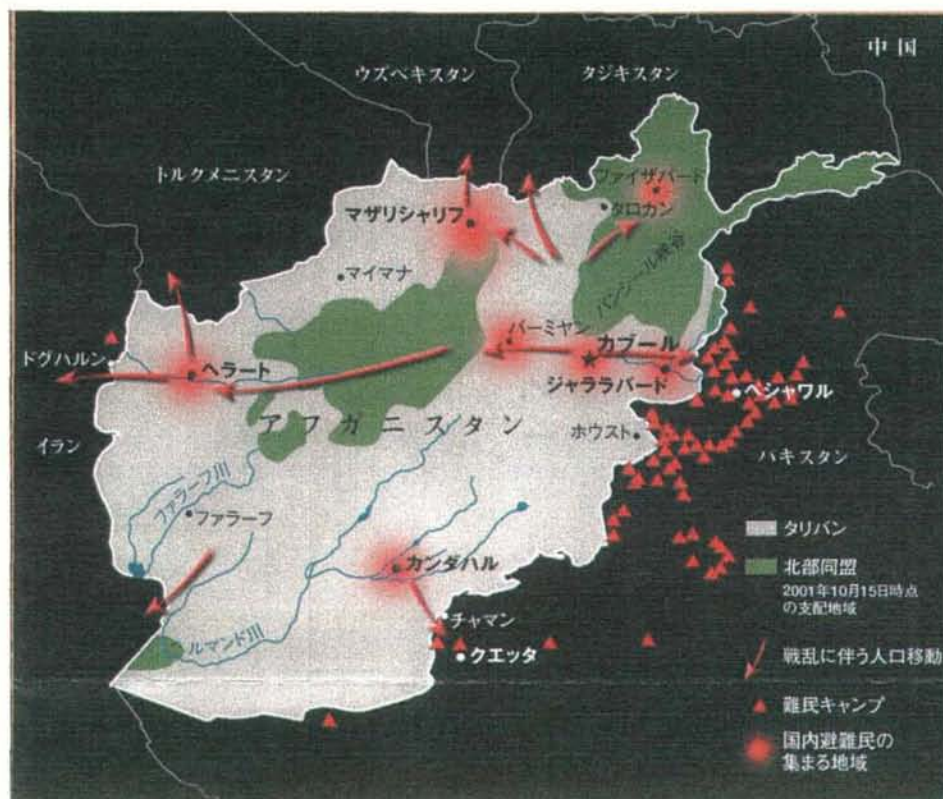 中国
ウズベキスタン
タジキスタン
トルクメニスタン
ファイザバード
マザリシャリフ
タロカン
マイマナ
パンシール峡谷
バーミヤン
カブール
ドグハルン
ヘラート
ジャララバード
ペシャワル
アフガニスタン
ホウスト
イラン
パキスタン
ファラーフ川
ファラーフ
タリバン
カンダハル
北部同盟
2001年10月15日時点
の支配地域
チャマン
ルマンド川
クエッタ
戦乱に伴う人口移動
難民キャンプ
国内避難民の
集まる地域